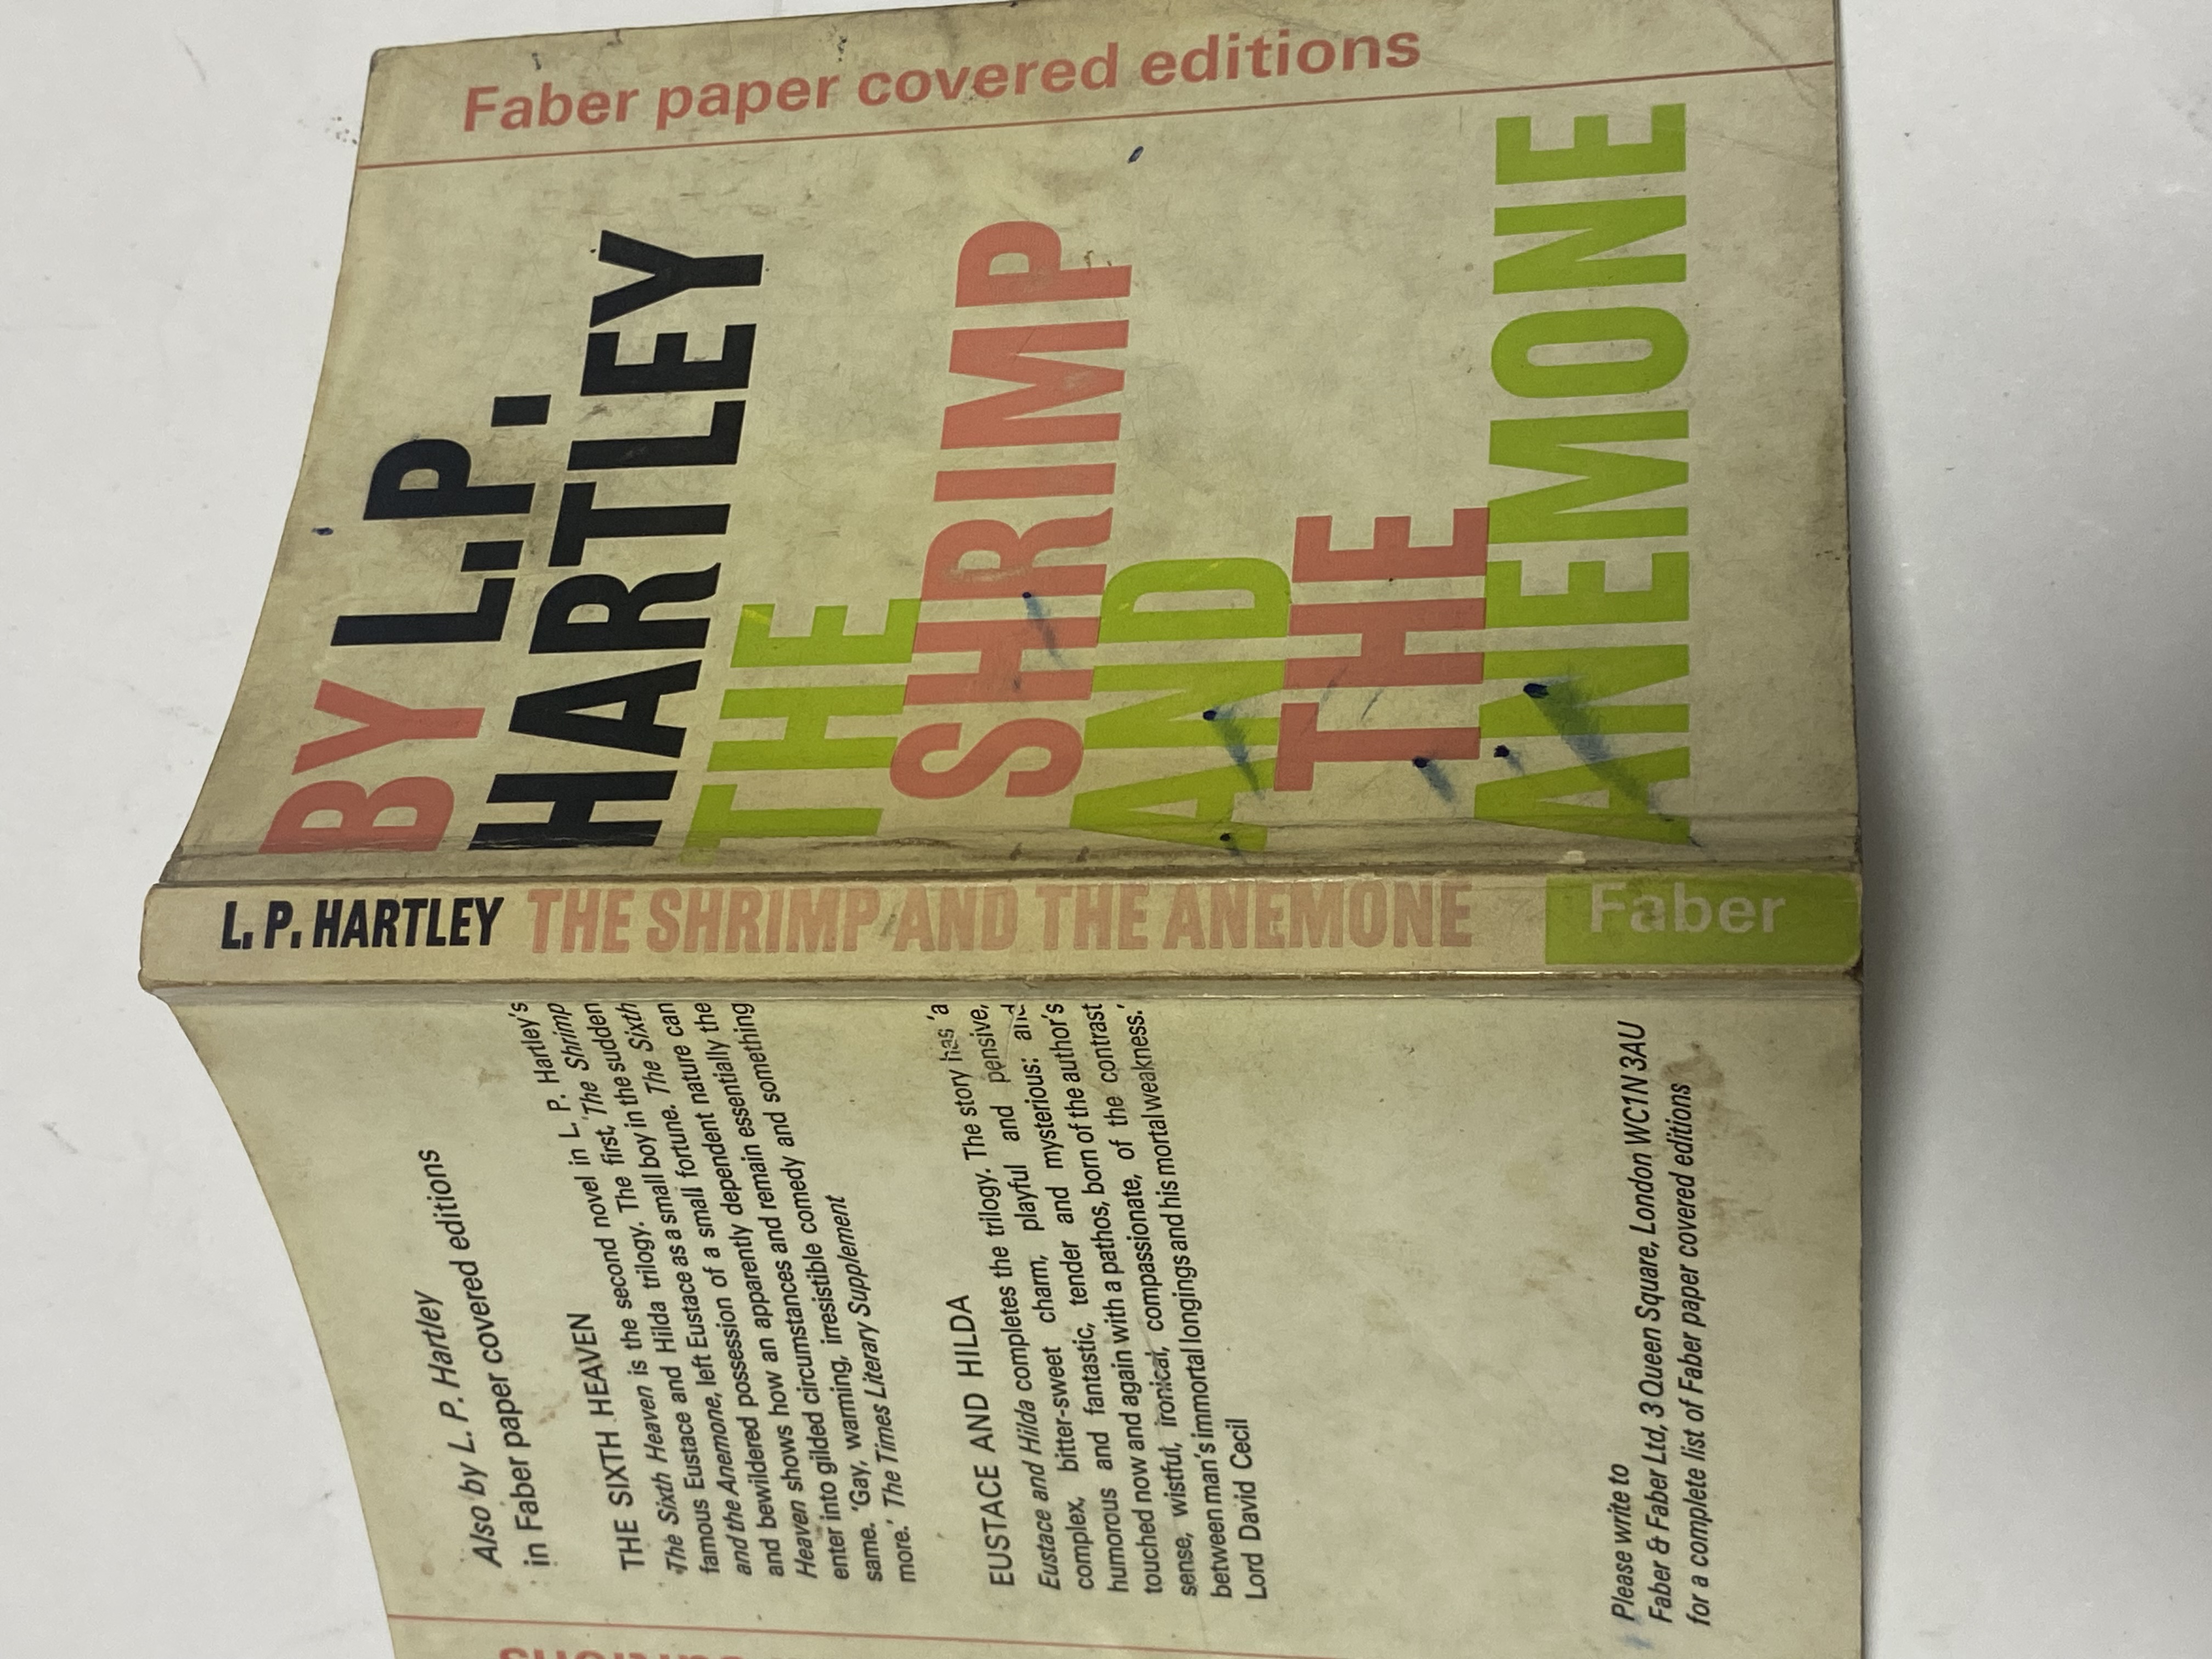 Also by L. P. Hartley
in Faber paper covered editions
THE SIXTH HEAVEN
The Sixth Heaven is the second novel in L. P. Hartley's
famous Eustace and Hilda trilogy. The first, The Shrimp
and the Anemone, left Eustace as a small boy in the sudden
and bewildered possession of a small fortune. The Sixth
Heaven shows how an apparently dependent nature can
enter into gilded circumstances and remain essentially the
same. 'Gay, warming, irresistible comedy and something
more.' The Times Literary Supplement
EUSTACE AND HILDA
Eustace and Hilda completes the trilogy. The story has 'a
complex, bitter-sweet charm, playful and pensive,
humorous and fantastic, tender and mysterious: and
touched now and again with a pathos, born of the author's
sense, wistful, ironical, compassionate, of the contrast
between man's immortal longings and his mortal weakness.'
Lord David Cecil
Please write to
Faber & Faber Ltd, 3 Queen Square, London WC1N 3AU
for a complete list of Faber paper covered editions
L.P. HARTLEY THE SHRIMP AND THE ANEMONE
Faber
BY L.P.
HARTLEY
THE
SHRIMP
AND
THE
ANEMONE
Faber paper covered editions